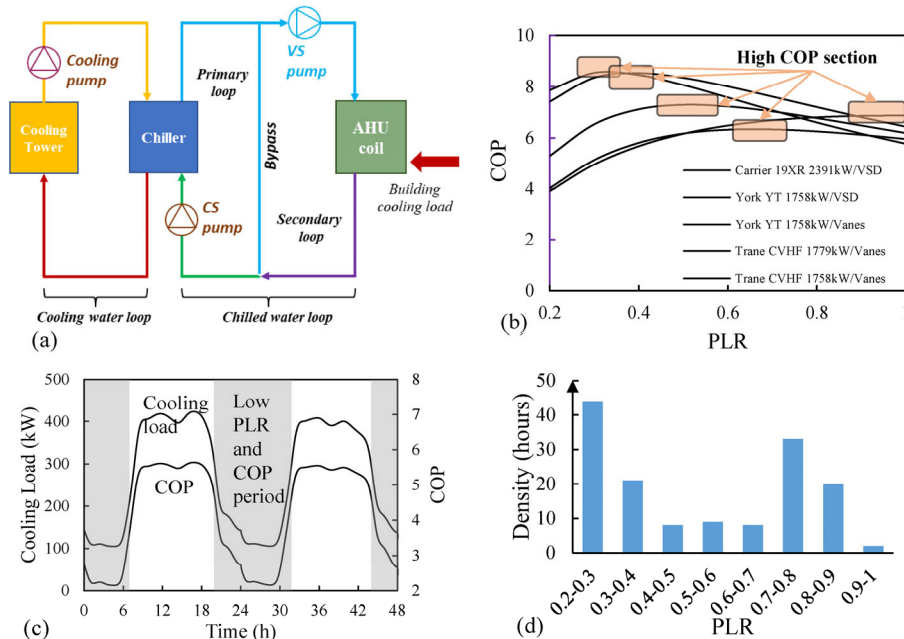 Cooling
pump
Cooling
Tower
Primary
loop
Chiller
CS
pump
Bypass
VS
pump
AHU
coil
Building
cooling load
Secondary
loop
Cooling water loop
Chilled water loop
(a)
High COP section
COP
10
8
6
4
2
0
Carrier 19XR 2391kW/VSD
York YT 1758kW/VSD
York YT 1758kW/Vanes
Trane CVHF 1779kW/Vanes
Trane CVHF 1758kW/Vanes
0.2 0.4 0.6 0.8 1
PLR
(b)
Cooling Load (kW)
500
400
300
200
100
0
Cooling
load
COP
Low
PLR
and
COP
period
8
7
6
5
4
3
2
COP
0 6 12 18 24 30 36 42 48
Time (h)
(c)
Density (hours)
50
40
30
20
10
0
0.2-0.3 0.3-0.4 0.4-0.5 0.5-0.6 0.6-0.7 0.7-0.8 0.8-0.9 0.9-1
PLR
(d)